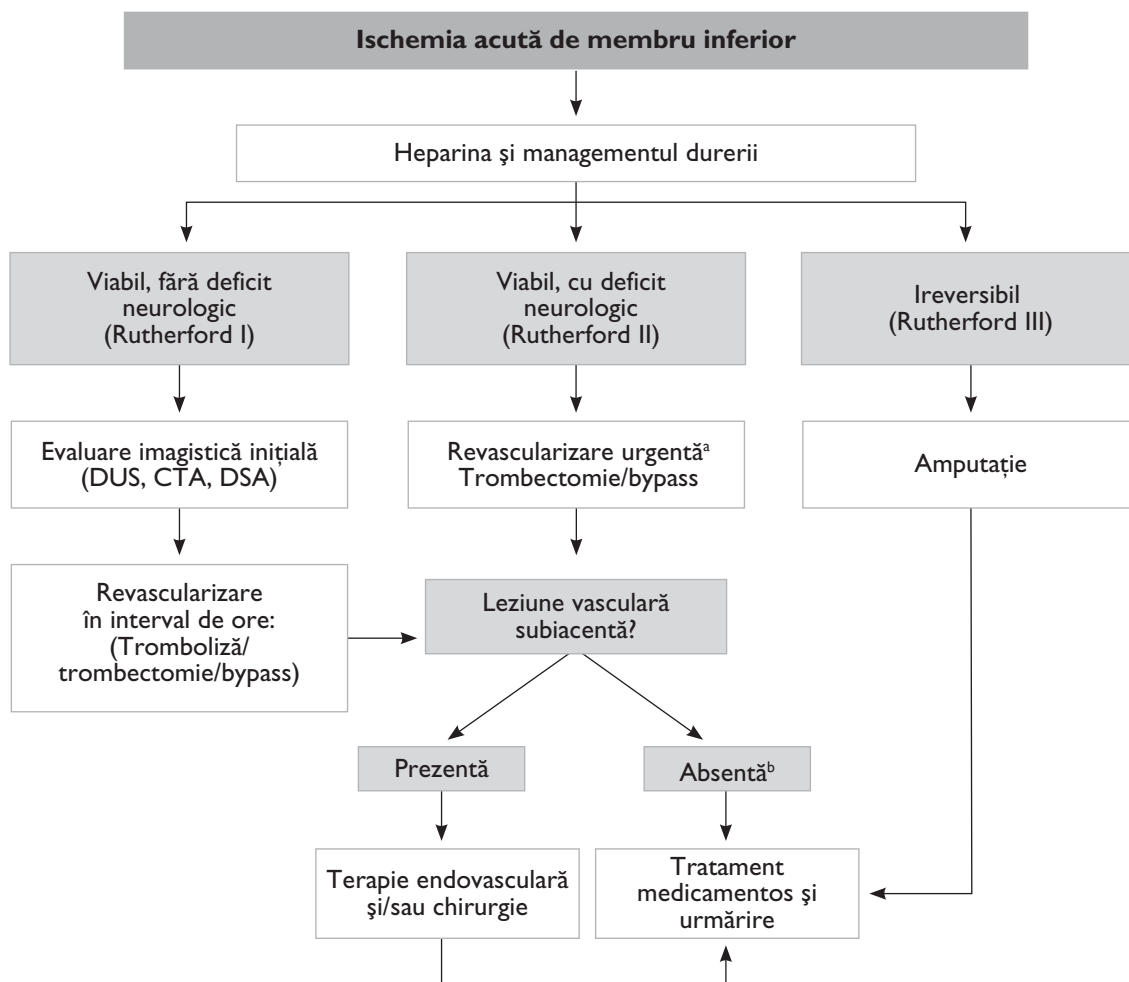 Ischemia acută de membru inferior
Heparina şi managementul durerii
Viabil, fără deficit
neurologic
(Rutherford I)
Viabil, cu deficit
neurologic
(Rutherford II)
Ireversibil
(Rutherford III)
Evaluare imagistică iniţială
(DUS, CTA, DSA)
Revascularizare urgentăᵃ
Trombectomie/bypass
Amputaţie
Revascularizare
în interval de ore:
(Tromboliză/
trombectomie/bypass)
Leziune vasculară
subiacentă?
Prezentă
Absentăᵇ
Terapie endovasculară
şi/sau chirurgie
Tratament
medicamentos şi
urmărire